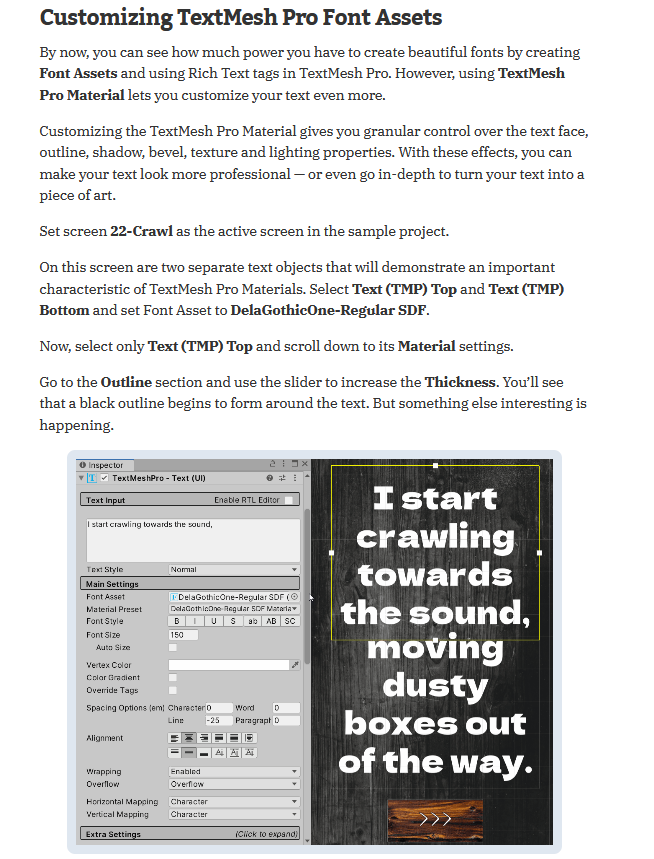 Customizing TextMesh Pro Font Assets
By now, you can see how much power you have to create beautiful fonts by creating
Font Assets and using Rich Text tags in TextMesh Pro. However, using TextMesh
Pro Material lets you customize your text even more.
Customizing the TextMesh Pro Material gives you granular control over the text face,
outline, shadow, bevel, texture and lighting properties. With these effects, you can
make your text look more professional — or even go in-depth to turn your text into a
piece of art.
Set screen 22-Crawl as the active screen in the sample project.
On this screen are two separate text objects that will demonstrate an important
characteristic of TextMesh Pro Materials. Select Text (TMP) Top and Text (TMP)
Bottom and set Font Asset to DelaGothicOne-Regular SDF.
Now, select only Text (TMP) Top and scroll down to its Material settings.
Go to the Outline section and use the slider to increase the Thickness. You’ll see
that a black outline begins to form around the text. But something else interesting is
happening.
Inspector
TextMeshPro - Text (UI)
Text Input Enable RTL Editor
I start crawling towards the sound,
Text Style Normal
Main Settings
Font Asset DelaGothicOne-Regular SDF (
Material Preset DelaGothicOne-Regular SDF Materia
Font Style B I U S ab AB SC
Font Size 150
Auto Size
Vertex Color
Color Gradient
Override Tags
Spacing Options (em) Character 0 Word 0
Line -25 Paragraph 0
Alignment
Wrapping Enabled
Overflow Overflow
Horizontal Mapping Character
Vertical Mapping Character
Extra Settings (Click to expand)
I start
crawling
towards
the sound,
moving
dusty
boxes out
of the way.
>>>